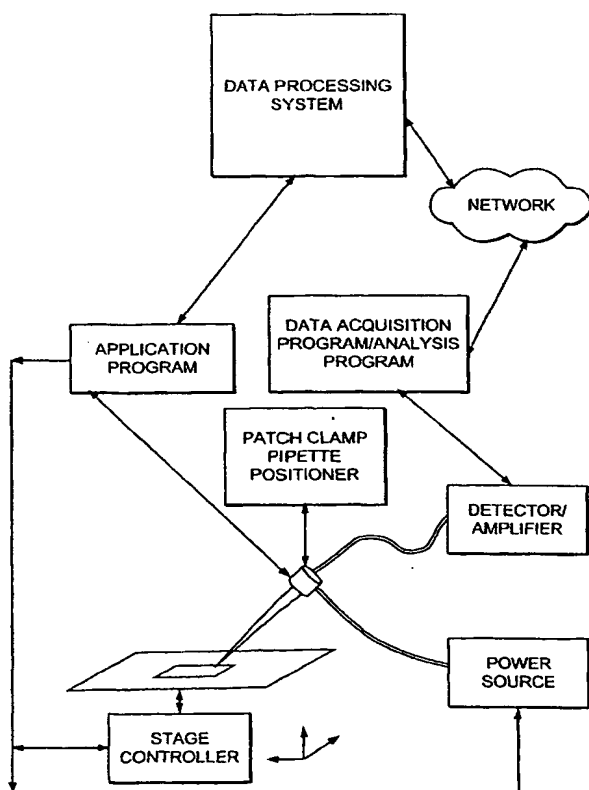 DATA PROCESSING
SYSTEM
NETWORK
APPLICATION
PROGRAM
DATA ACQUISITION
PROGRAM/ANALYSIS
PROGRAM
PATCH CLAMP
PIPETTE
POSITIONER
DETECTOR/
AMPLIFIER
POWER
SOURCE
STAGE
CONTROLLER